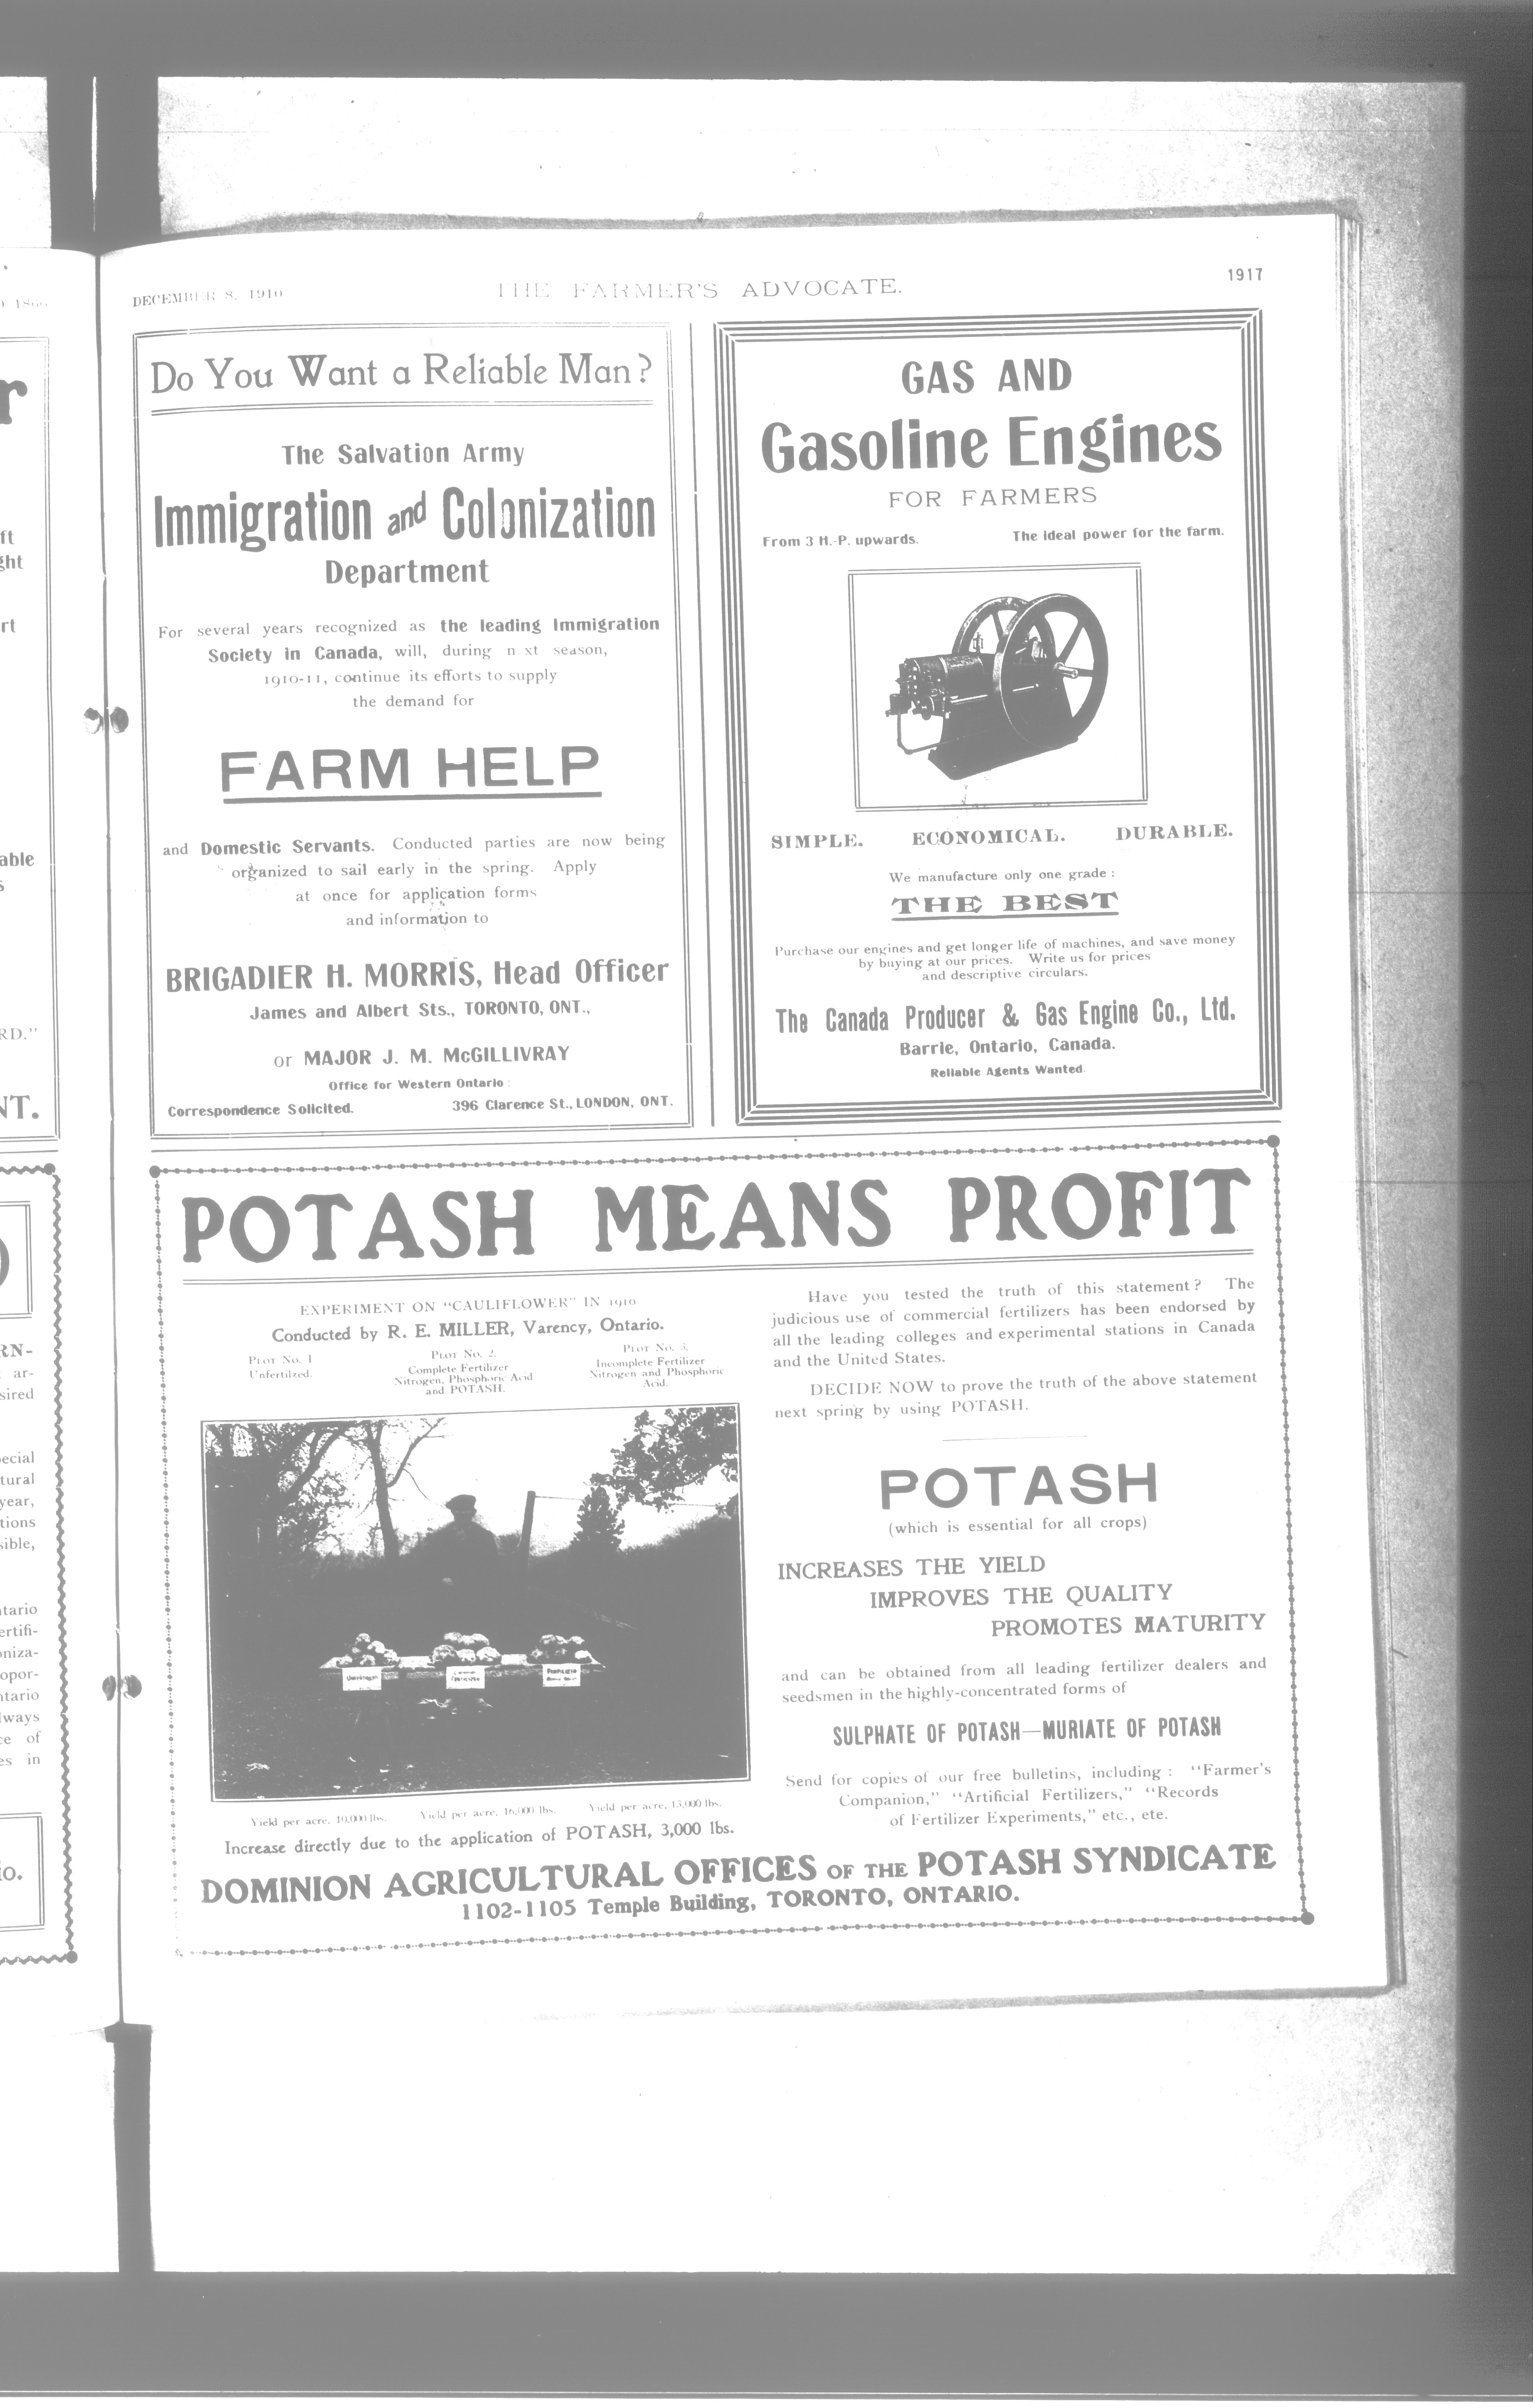 DECEMBER 8, 1910
THE FARMER'S ADVOCATE.
1917
Do You Want a Reliable Man?
The Salvation Army
Immigration and Colonization
Department
For several years recognized as the leading Immigration
Society in Canada, will, during n xt season,
1910-11, continue its efforts to supply
the demand for
FARM HELP
and Domestic Servants. Conducted parties are now being
organized to sail early in the spring. Apply
at once for application forms
and information to
BRIGADIER H. MORRIS, Head Officer
James and Albert Sts., TORONTO, ONT.,
or MAJOR J. M. McGILLIVRAY
Office for Western Ontario :
Correspondence Solicited. 396 Clarence St., LONDON, ONT.
GAS AND
Gasoline Engines
FOR FARMERS
From 3 H.-P. upwards. The ideal power for the farm.
SIMPLE. ECONOMICAL. DURABLE.
We manufacture only one grade :
THE BEST
Purchase our engines and get longer life of machines, and save money
by buying at our prices. Write us for prices
and descriptive circulars.
The Canada Producer & Gas Engine Co., Ltd.
Barrie, Ontario, Canada.
Reliable Agents Wanted.
POTASH MEANS PROFIT
EXPERIMENT ON "CAULIFLOWER" IN 1910
Conducted by R. E. MILLER, Varency, Ontario.
PLOT No. 1
Unfertilzed.
PLOT No. 2.
Complete Fertilizer
Nitrogen, Phosphoric Acid
and POTASH.
PLOT No. 3.
Incomplete Fertilizer
Nitrogen and Phosphoric
Acid.
Yield per acre, 10,000 lbs. Yield per acre, 16,000 lbs. Yield per acre, 13,000 lbs.
Increase directly due to the application of POTASH, 3,000 lbs.
Have you tested the truth of this statement? The
judicious use of commercial fertilizers has been endorsed by
all the leading colleges and experimental stations in Canada
and the United States.
DECIDE NOW to prove the truth of the above statement
next spring by using POTASH.
POTASH
(which is essential for all crops)
INCREASES THE YIELD
IMPROVES THE QUALITY
PROMOTES MATURITY
and can be obtained from all leading fertilizer dealers and
seedsmen in the highly-concentrated forms of
SULPHATE OF POTASH—MURIATE OF POTASH
Send for copies of our free bulletins, including : "Farmer's
Companion," "Artificial Fertilizers," "Records
of Fertilizer Experiments," etc., ete.
DOMINION AGRICULTURAL OFFICES OF THE POTASH SYNDICATE
1102-1105 Temple Building, TORONTO, ONTARIO.